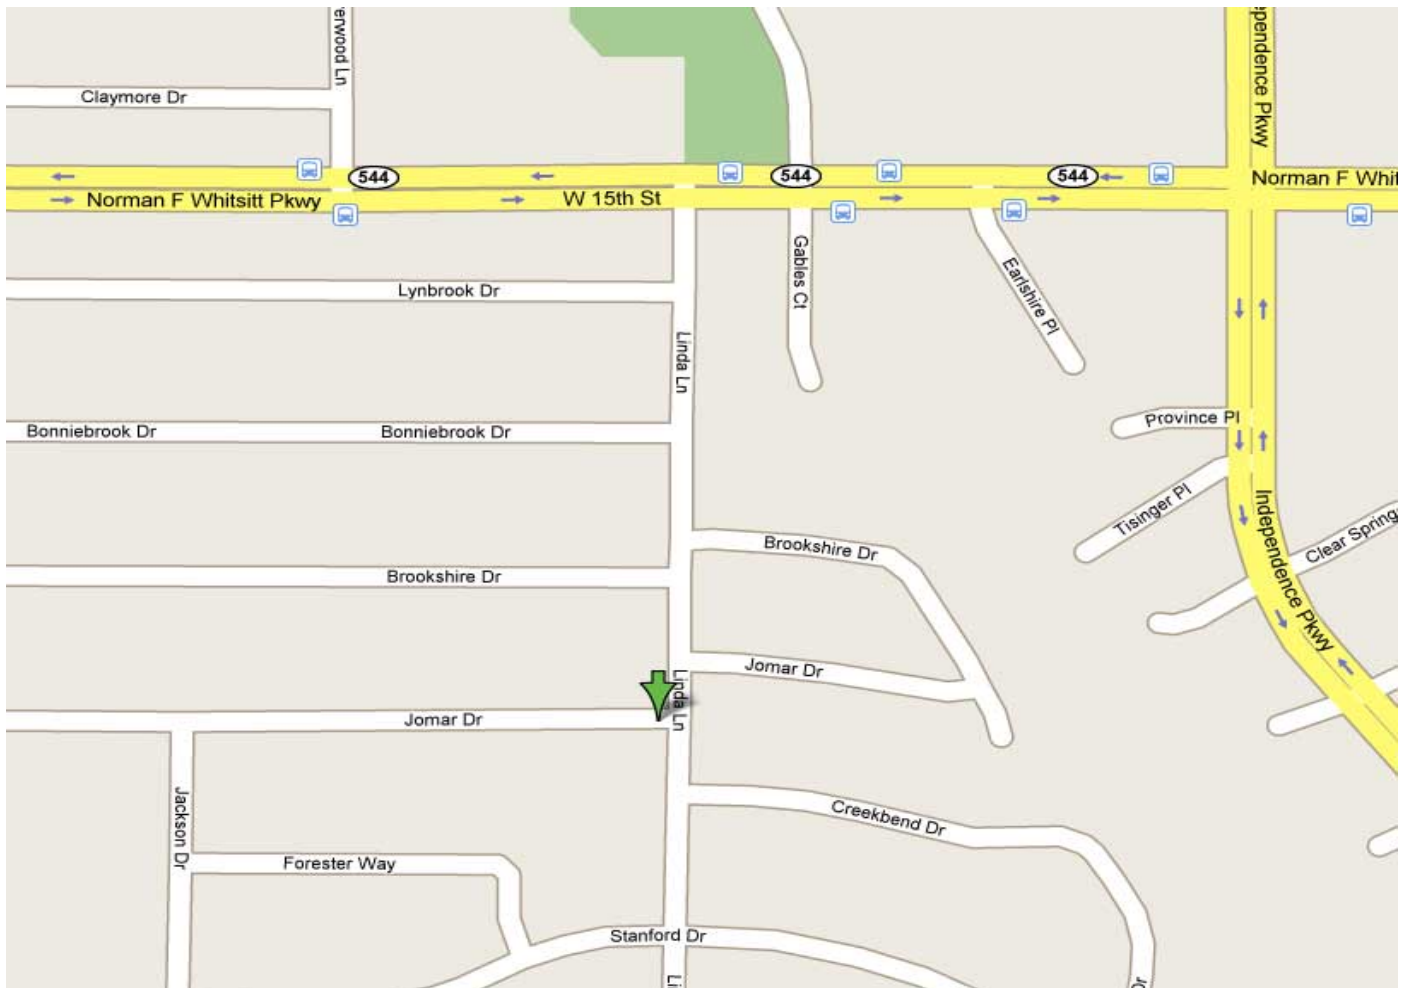 erwood Ln
ependence Pkwy
Claymore Dr
544
544
544
Norman F Whit
Norman F Whitsitt Pkwy
W 15th St
Gables Ct
Earlshire Pl
Lynbrook Dr
Linda Ln
Province Pl
Bonniebrook Dr
Bonniebrook Dr
Tisinger Pl
Independence Pkwy
Clear Spring
Brookshire Dr
Brookshire Dr
Jomar Dr
Linda Ln
Jomar Dr
Jackson Dr
Creekbend Dr
Forester Way
Stanford Dr
Li